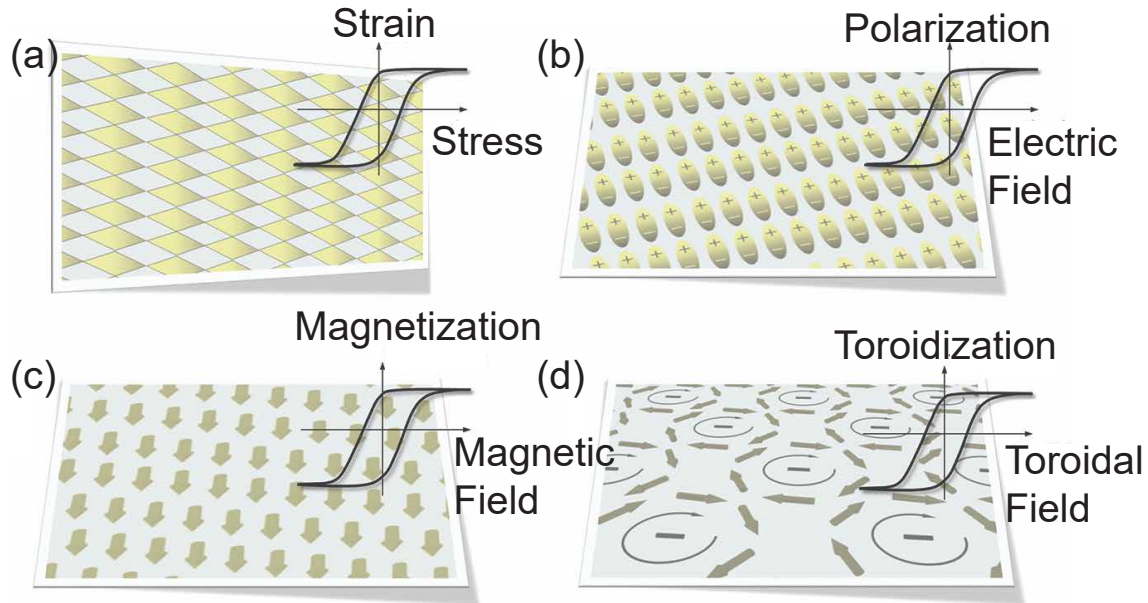 (a)
Strain
Stress
(b)
Polarization
Electric
Field
(c)
Magnetization
Magnetic
Field
(d)
Toroidization
Toroidal
Field